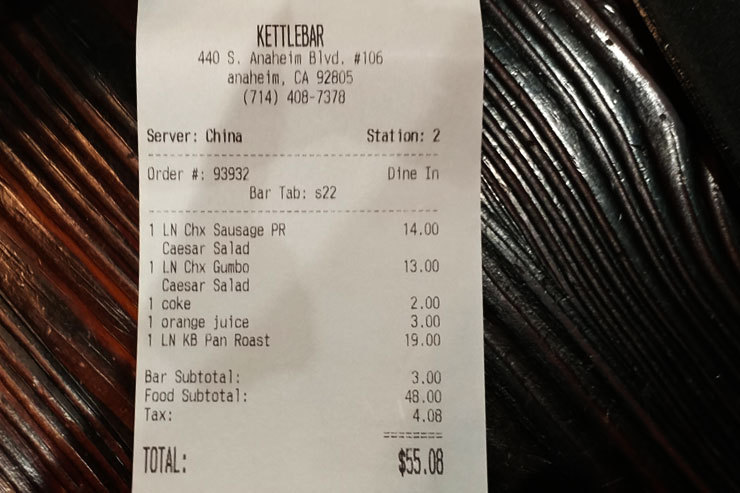 KETTLEBAR
440 S. Anaheim Blvd. #106
anaheim, CA 92805
(714) 408-7378
Server: China Station: 2
Order #: 93932 Dine In
Bar Tab: s22
1 LN Chx Sausage PR 14.00
Caesar Salad
1 LN Chx Gumbo 13.00
Caesar Salad
1 coke 2.00
1 orange juice 3.00
1 LN KB Pan Roast 19.00
Bar Subtotal: 3.00
Food Subtotal: 48.00
Tax: 4.08
TOTAL: $55.08